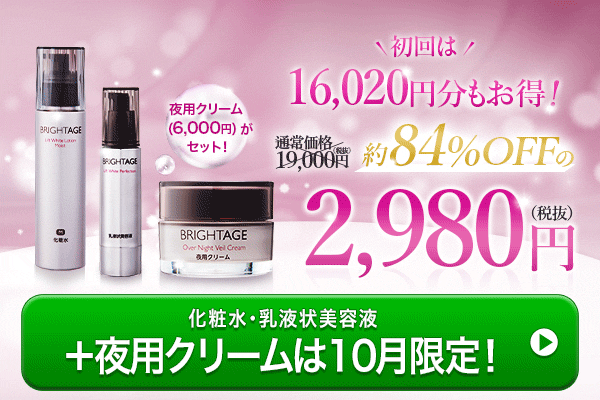 初回は
16,020円分もお得！
夜用クリーム
(6,000円)が
セット！
通常価格
19,000円(税抜)
約84%OFFの
2,980円(税抜)
BRIGHTAGE
Lift White Lotion
Moist
化粧水
BRIGHTAGE
Lift White Perfection
乳液状美容液
BRIGHTAGE
Over Night Veil Cream
夜用クリーム
化粧水・乳液状美容液
＋夜用クリームは10月限定！